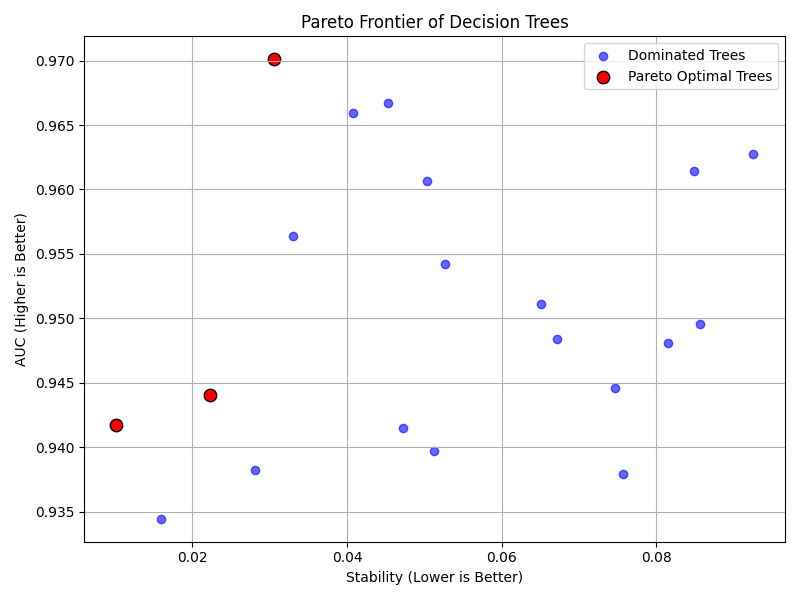 Pareto Frontier of Decision Trees
Dominated Trees
Pareto Optimal Trees
AUC (Higher is Better)
0.970
0.965
0.960
0.955
0.950
0.945
0.940
0.935
0.02
0.04
0.06
0.08
Stability (Lower is Better)